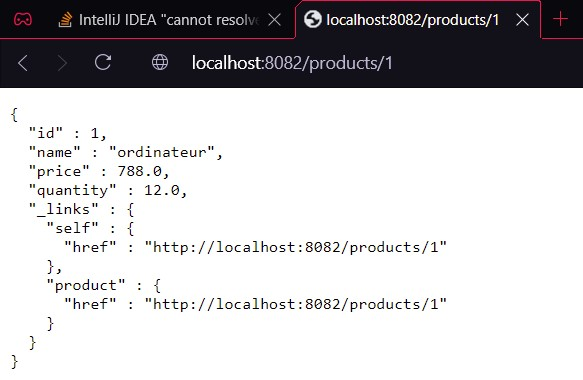 IntelliJ IDEA "cannot resolve
localhost:8082/products/1
localhost:8082/products/1
{
  "id" : 1,
  "name" : "ordinateur",
  "price" : 788.0,
  "quantity" : 12.0,
  "_links" : {
    "self" : {
      "href" : "http://localhost:8082/products/1"
    },
    "product" : {
      "href" : "http://localhost:8082/products/1"
    }
  }
}